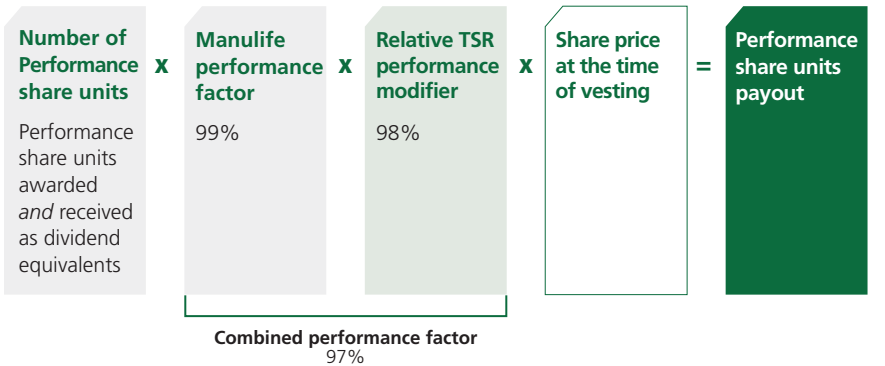 Number of
Performance
share units
Performance
share units
awarded
and received
as dividend
equivalents
x
Manulife
performance
factor
99%
x
Relative TSR
performance
modifier
98%
x
Share price
at the time
of vesting
=
Performance
share units
payout
Combined performance factor
97%